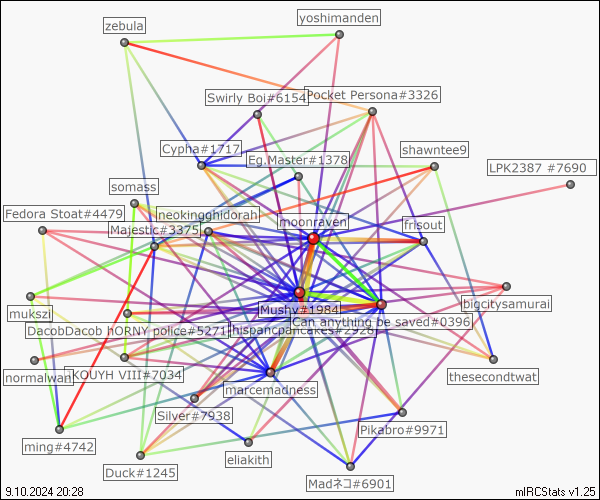 zebula
yoshimanden
Swirly Boi#6154
Pocket Persona#3326
Cypha#1717
Eg.Master#1378
shawntee9
LPK2387 #7690
somass
Fedora Stoat#4479
neokingghidorah
moonraven
frisout
Majestic#3375
mukszi
Mushy#1984
bigcitysamurai
DacobDacob
hORNY police#5271
hispanicpancakes#2926
Can anything be saved#0396
normalwan
KOUYH VIII#7034
marcemadness
thesecondtwat
Silver#7938
Pikabro#9971
ming#4742
eliakith
Duck#1245
Madネコ#6901
9.10.2024 20:28
mIRCStats v1.25